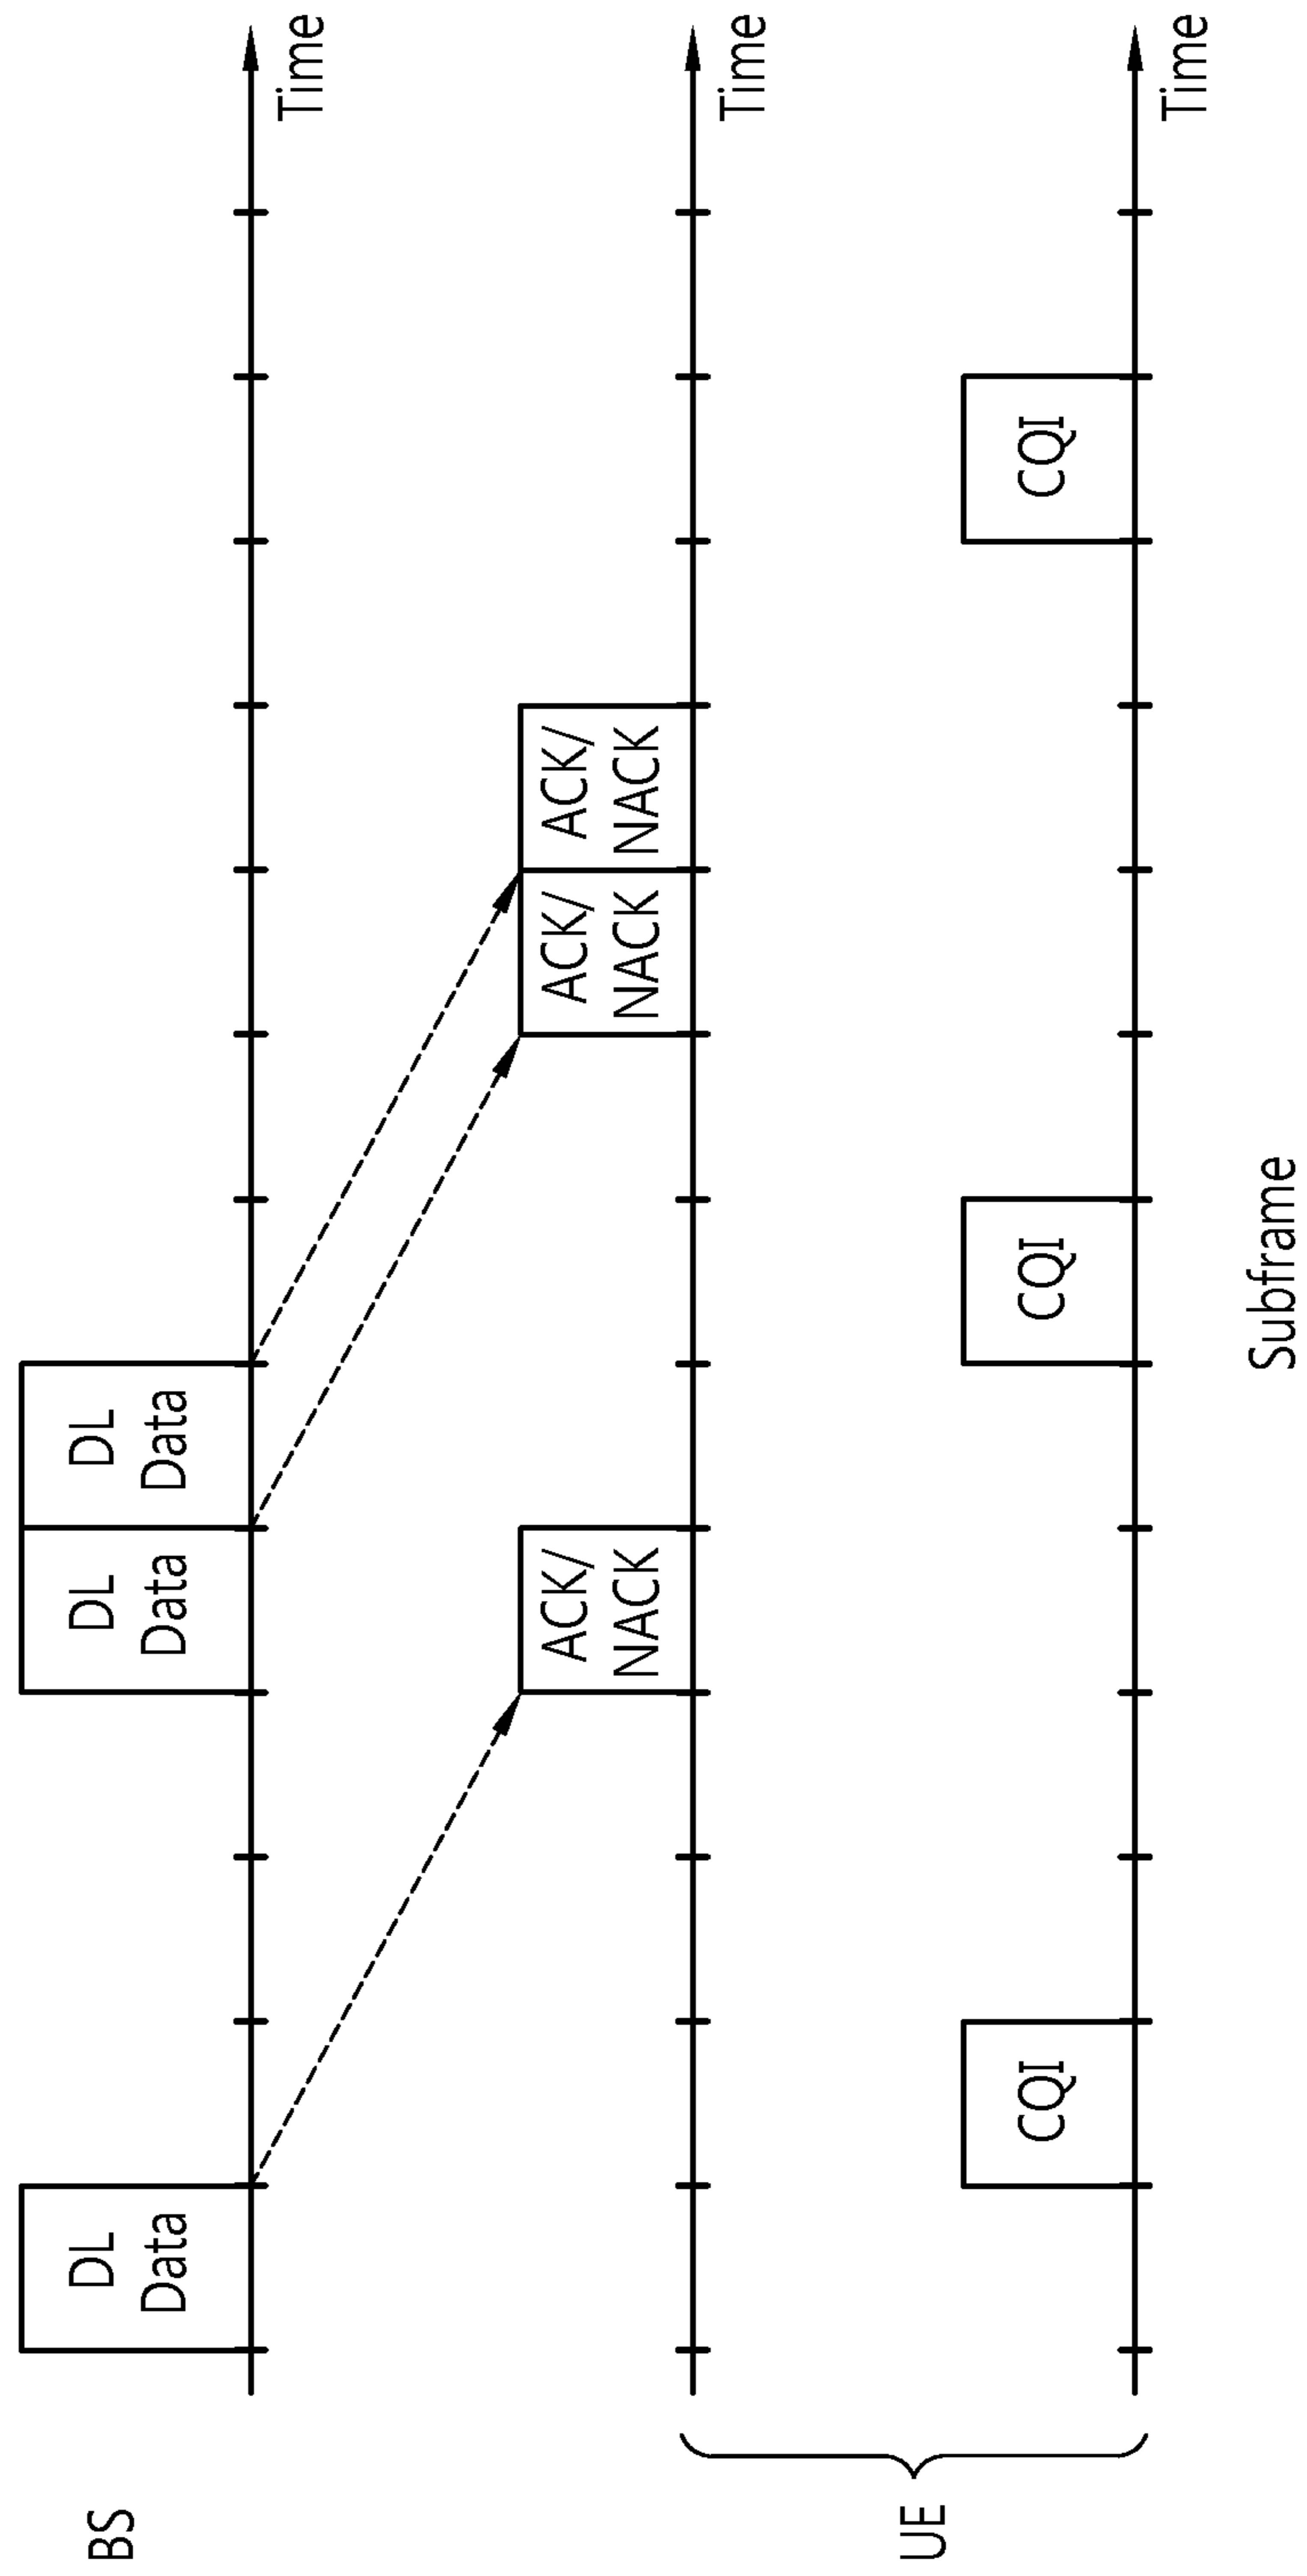 BS
DL
Data
DL
Data
DL
Data
Time
ACK/
NACK
ACK/
NACK
ACK/
NACK
Time
UE
CQI
CQI
CQI
Time
Subframe